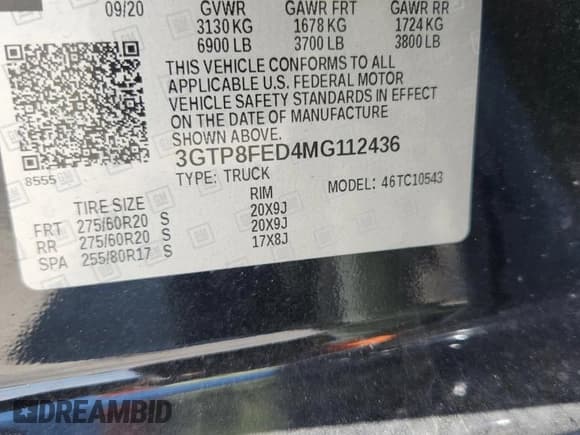 09/20 GVWR GAWR FRT GAWR RR
3130 KG 1678 KG 1724 KG
6900 LB 3700 LB 3800 LB
THIS VEHICLE CONFORMS TO ALL
APPLICABLE U.S. FEDERAL MOTOR
VEHICLE SAFETY STANDARDS IN EFFECT
ON THE DATE OF MANUFACTURE
SHOWN ABOVE.
8555 3GTP8FED4MG112436
TYPE: TRUCK MODEL: 46TC10543
TIRE SIZE RIM
FRT 275/60R20 S 20X9J
RR 275/60R20 S 20X9J
SPA 255/80R17 S 17X8J
DREAMBID